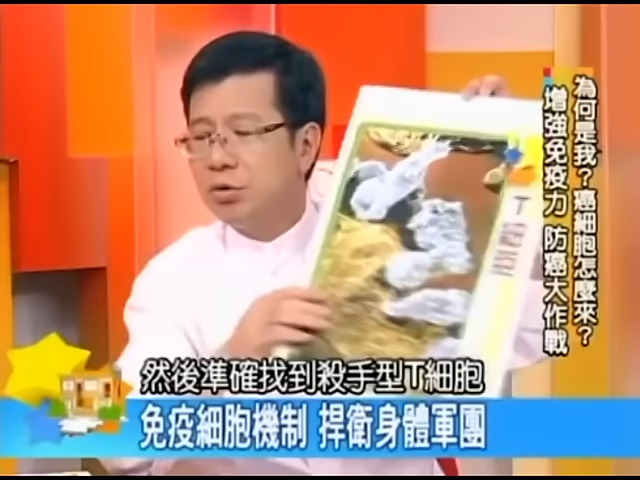 為何是我？癌細胞怎麼來？
增強免疫力 防癌大作戰
T細胞
然後準確找到殺手型T細胞
免疫細胞機制 捍衛身體軍團